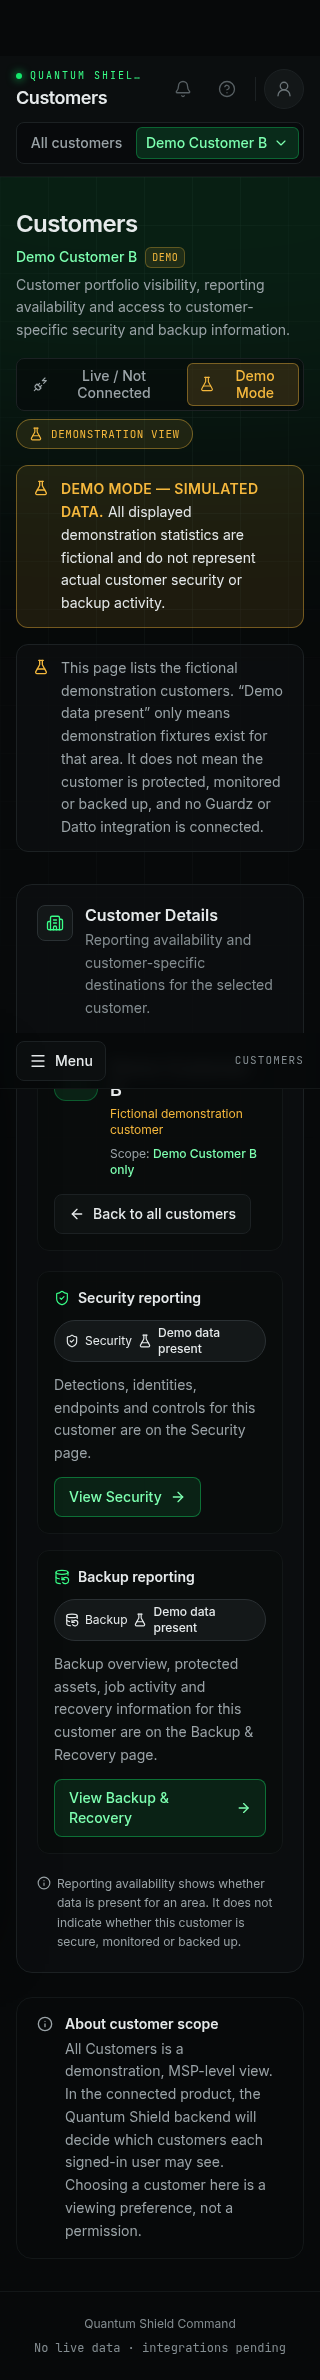 QUANTUM SHIEL…
Customers
All customers
Demo Customer B
Customers
Demo Customer B
DEMO
Customer portfolio visibility, reporting
availability and access to customer-
specific security and backup information.
Live / Not
Connected
Demo
Mode
DEMONSTRATION VIEW
DEMO MODE — SIMULATED
DATA. All displayed
demonstration statistics are
fictional and do not represent
actual customer security or
backup activity.
This page lists the fictional
demonstration customers. “Demo
data present” only means
demonstration fixtures exist for
that area. It does not mean the
customer is protected, monitored
or backed up, and no Guardz or
Datto integration is connected.
Customer Details
Reporting availability and
customer-specific
destinations for the selected
customer.
Menu
CUSTOMERS
B
Fictional demonstration
customer
Scope: Demo Customer B
only
Back to all customers
Security reporting
Security
Demo data
present
Detections, identities,
endpoints and controls for this
customer are on the Security
page.
View Security
Backup reporting
Backup
Demo data
present
Backup overview, protected
assets, job activity and
recovery information for this
customer are on the Backup &
Recovery page.
View Backup &
Recovery
Reporting availability shows whether
data is present for an area. It does not
indicate whether this customer is
secure, monitored or backed up.
About customer scope
All Customers is a
demonstration, MSP-level view.
In the connected product, the
Quantum Shield backend will
decide which customers each
signed-in user may see.
Choosing a customer here is a
viewing preference, not a
permission.
Quantum Shield Command
No live data · integrations pending